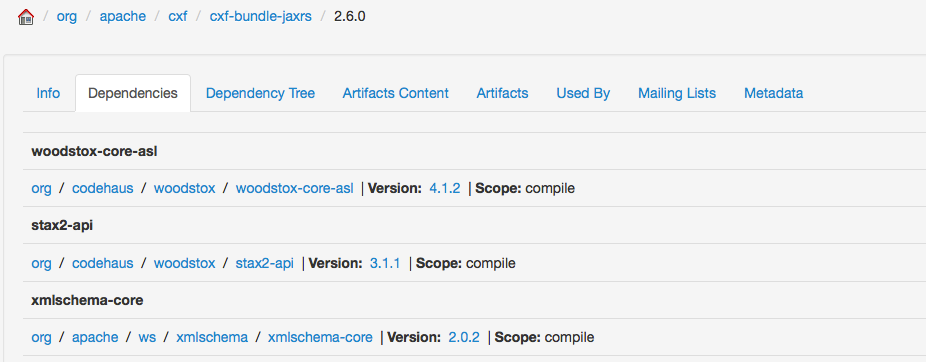 / org / apache / cxf / cxf-bundle-jaxrs / 2.6.0
Info Dependencies Dependency Tree Artifacts Content Artifacts Used By Mailing Lists Metadata
woodstox-core-asl
org / codehaus / woodstox / woodstox-core-asl | Version: 4.1.2 | Scope: compile
stax2-api
org / codehaus / woodstox / stax2-api | Version: 3.1.1 | Scope: compile
xmlschema-core
org / apache / ws / xmlschema / xmlschema-core | Version: 2.0.2 | Scope: compile